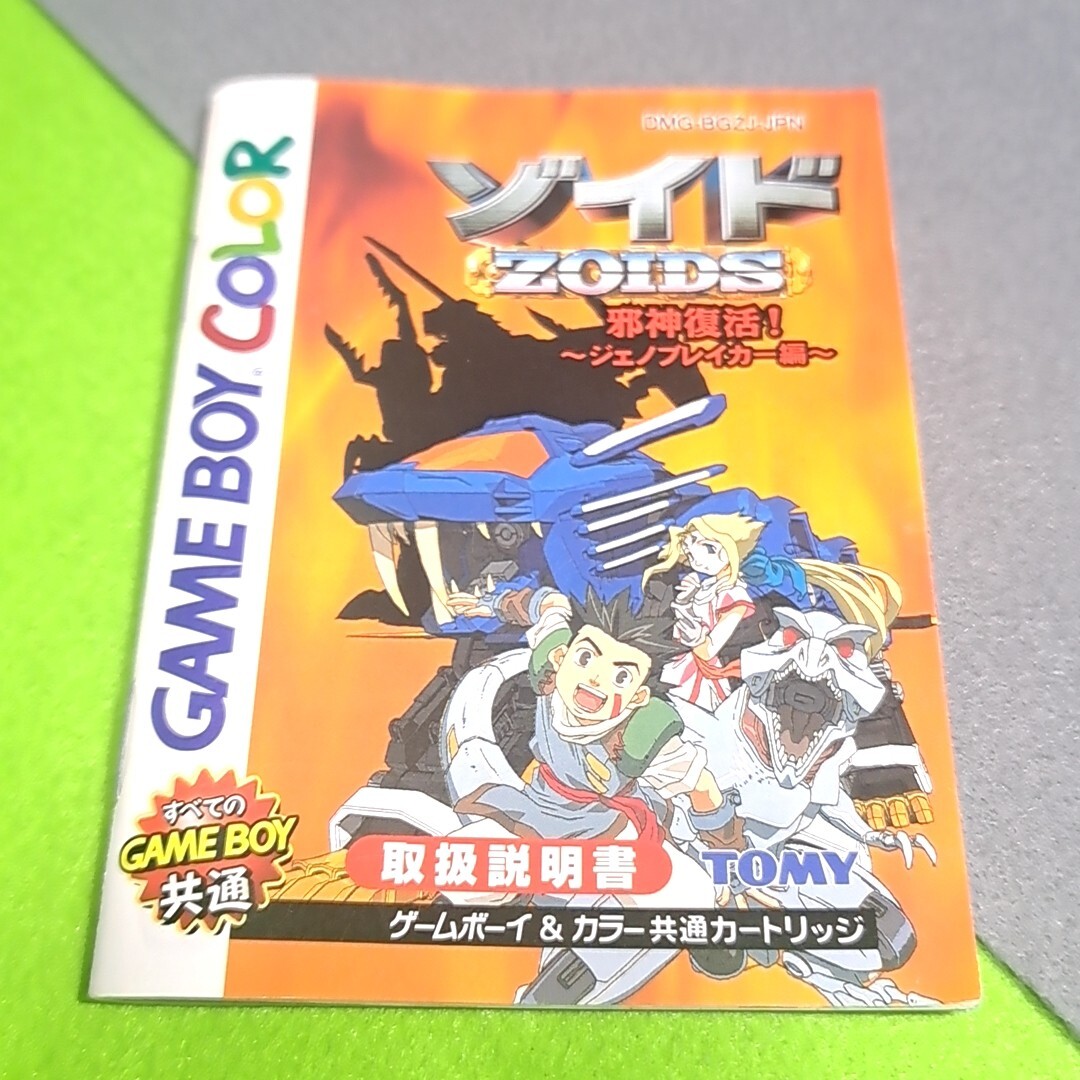 DMG-BGZJ-JPN
ゾイド
ZOIDS
邪神復活!
~ジェノブレイカー編~
GAME BOY COLOR
すべての
GAME BOY
共通
取扱説明書
TOMY
ゲームボーイ & カラー共通カートリッジ